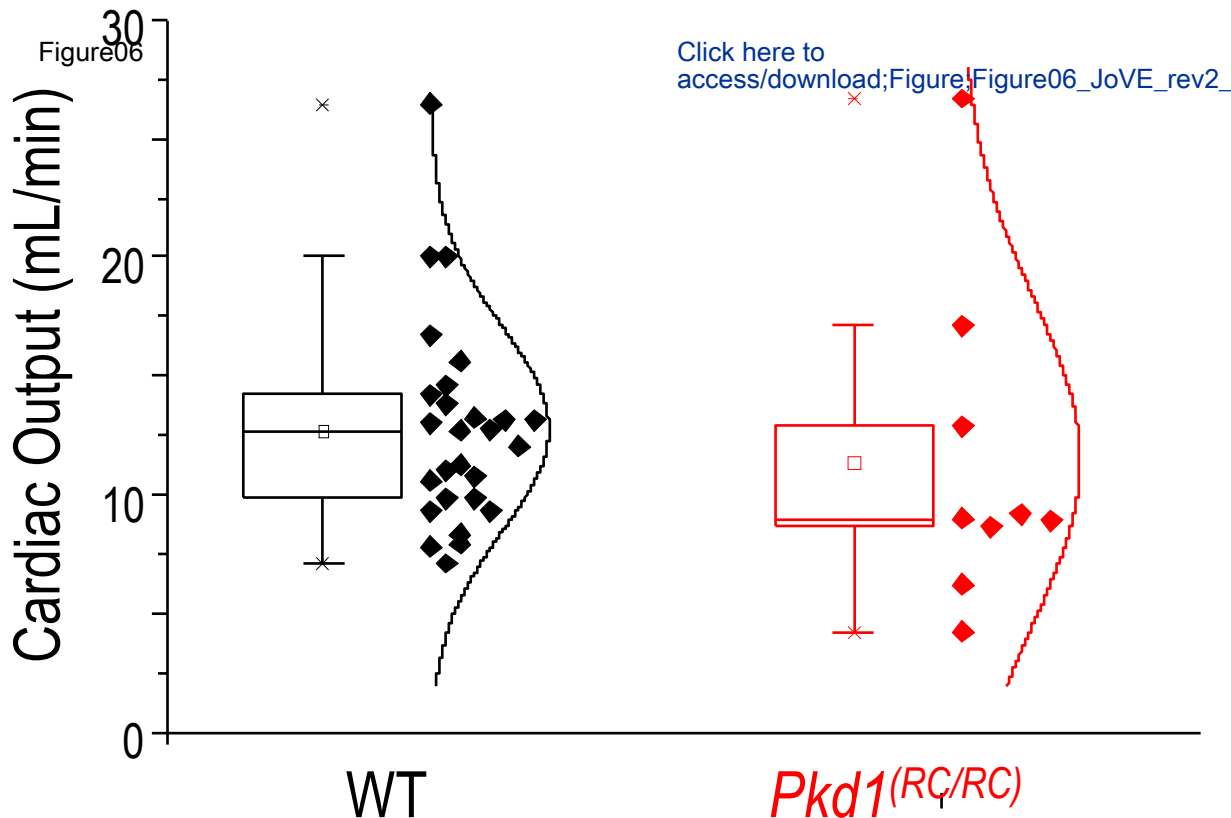 Figure06
Click here to
access/download;Figure;Figure06_JoVE_rev2_
Cardiac Output (mL/min)
30
20
10
0
WT
Pkd1(RC/RC)